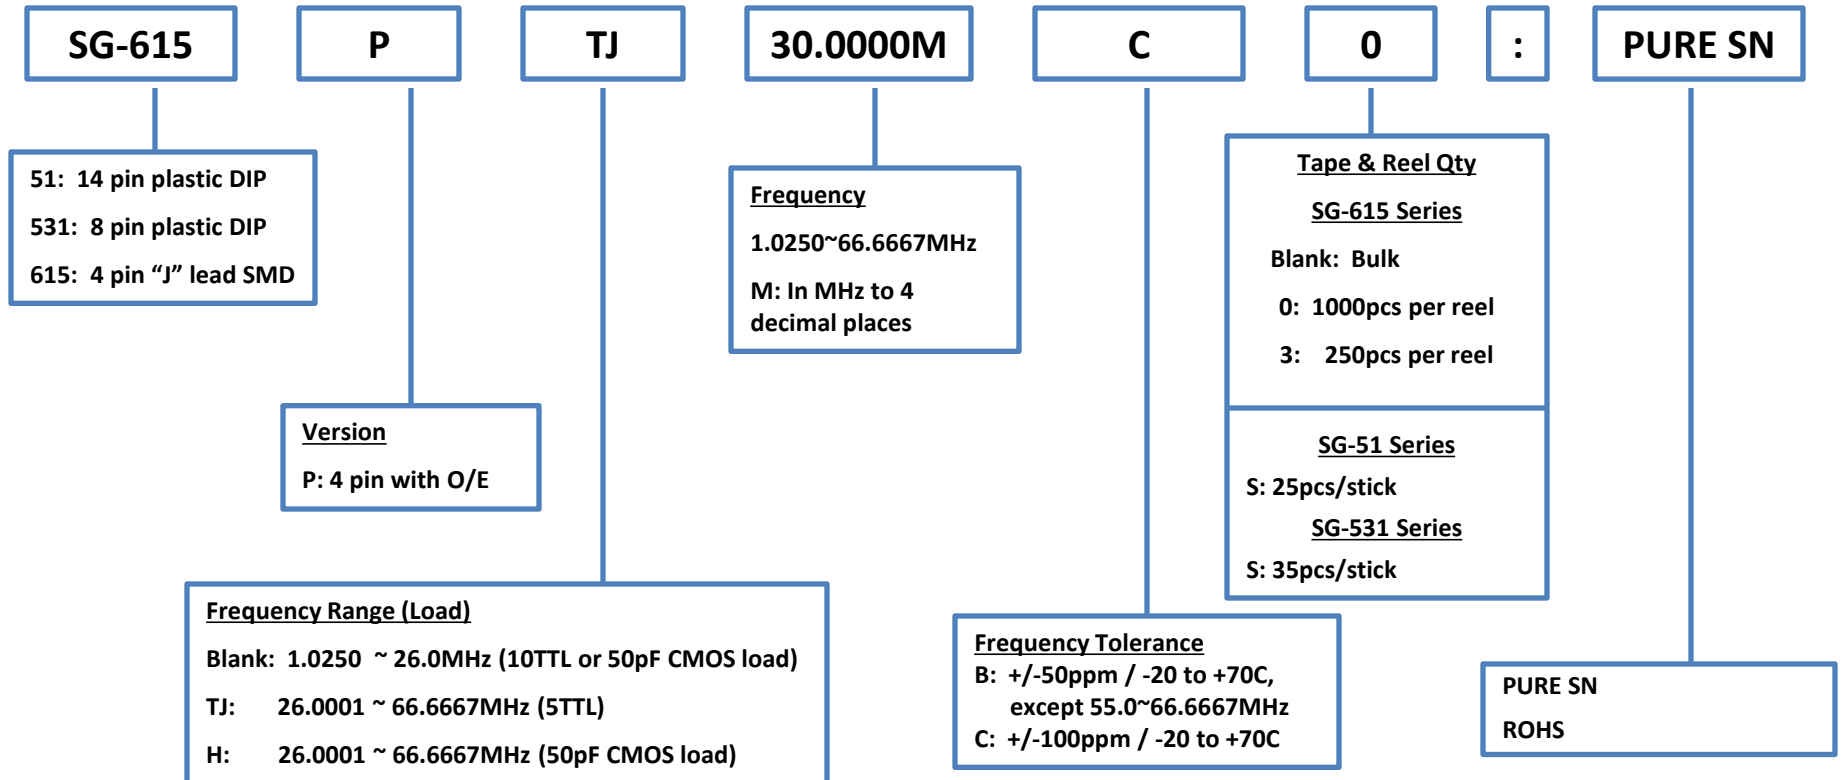 SG-615 P TJ 30.0000M C 0 : PURE SN
51: 14 pin plastic DIP
531: 8 pin plastic DIP
615: 4 pin “J” lead SMD
Version
P: 4 pin with O/E
Frequency Range (Load)
Blank: 1.0250 ~ 26.0MHz (10TTL or 50pF CMOS load)
TJ: 26.0001 ~ 66.6667MHz (5TTL)
H: 26.0001 ~ 66.6667MHz (50pF CMOS load)
Frequency
1.0250~66.6667MHz
M: In MHz to 4
decimal places
Frequency Tolerance
B: +/-50ppm / -20 to +70C,
except 55.0~66.6667MHz
C: +/-100ppm / -20 to +70C
Tape & Reel Qty
SG-615 Series
Blank: Bulk
0: 1000pcs per reel
3: 250pcs per reel
SG-51 Series
S: 25pcs/stick
SG-531 Series
S: 35pcs/stick
PURE SN
ROHS